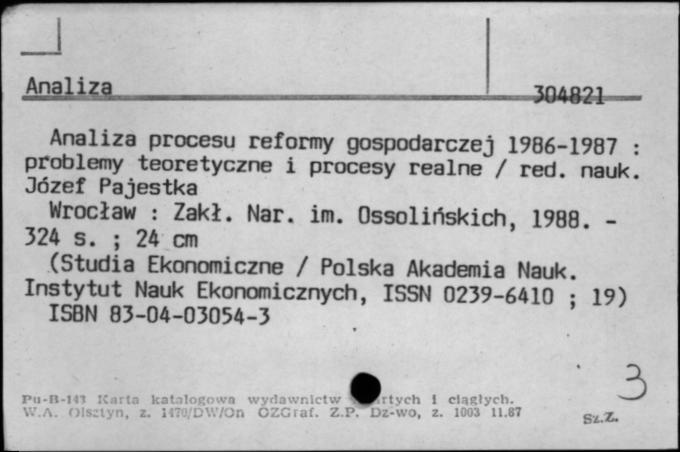 Analiza
304821
Analiza procesu reformy gospodarczej 1986-1987 :
problemy teoretyczne i procesy realne / red. nauk.
Józef Pajestka
Wrocław : Zakł. Nar. im. Ossolińskich, 1988. -
324 s. ; 24 cm
(Studia Ekonomiczne / Polska Akademia Nauk.
Instytut Nauk Ekonomicznych, ISSN 0239-6410 ; 19)
ISBN 83-04-03054-3
3
Pu-B-143 Karta katalogowa wydawnictw i ciągłych.
W.A. Olsztyn, z. 1470/DW/On OZGraf. Z.P. Dz-wo, z. 1003 11.87
Sz.Z.